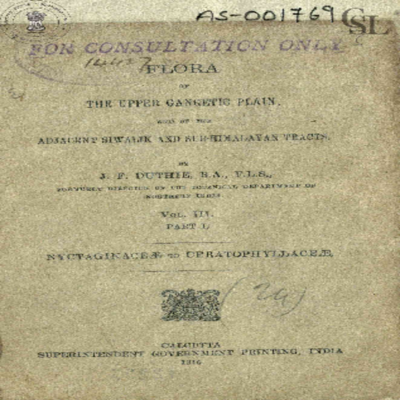 AS-001769 CSL
FOR CONSULTATION ONLY
FLORA
OF
THE UPPER GANGETIC PLAIN,
AND OF THE
ADJACENT SIWALIK AND SUB-HIMALAYAN TRACTS.
BY
J. F. DUTHIE, B.A., F.L.S.,
FORMERLY DIRECTOR OF THE BOTANICAL DEPARTMENT OF
NORTHERN INDIA
VOL. III.
PART I.
NYCTAGINACEÆ TO CERATOPHYLLACEÆ.
CALCUTTA
SUPERINTENDENT GOVERNMENT PRINTING, INDIA